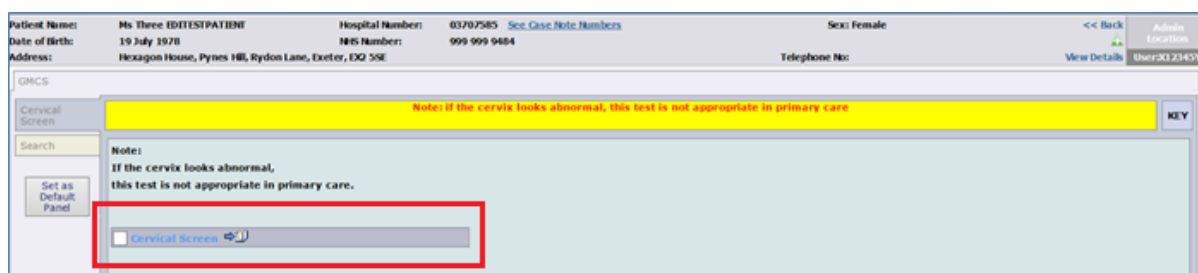 Patient Name: Ms Three EDITESTPATIENT Hospital Number: 03707585 See Case Note Numbers Sex: Female << Back Admin Location
Date of Birth: 19 July 1978 NHS Number: 999 999 9484
Address: Hexagon House, Pynes Hill, Rydon Lane, Exeter, EX2 5SE Telephone No: View Details User:X12345Y
GMCS
Cervical Screen
Note: if the cervix looks abnormal, this test is not appropriate in primary care
KEY
Search
Note:
If the cervix looks abnormal,
this test is not appropriate in primary care.
Set as
Default
Panel
Cervical Screen